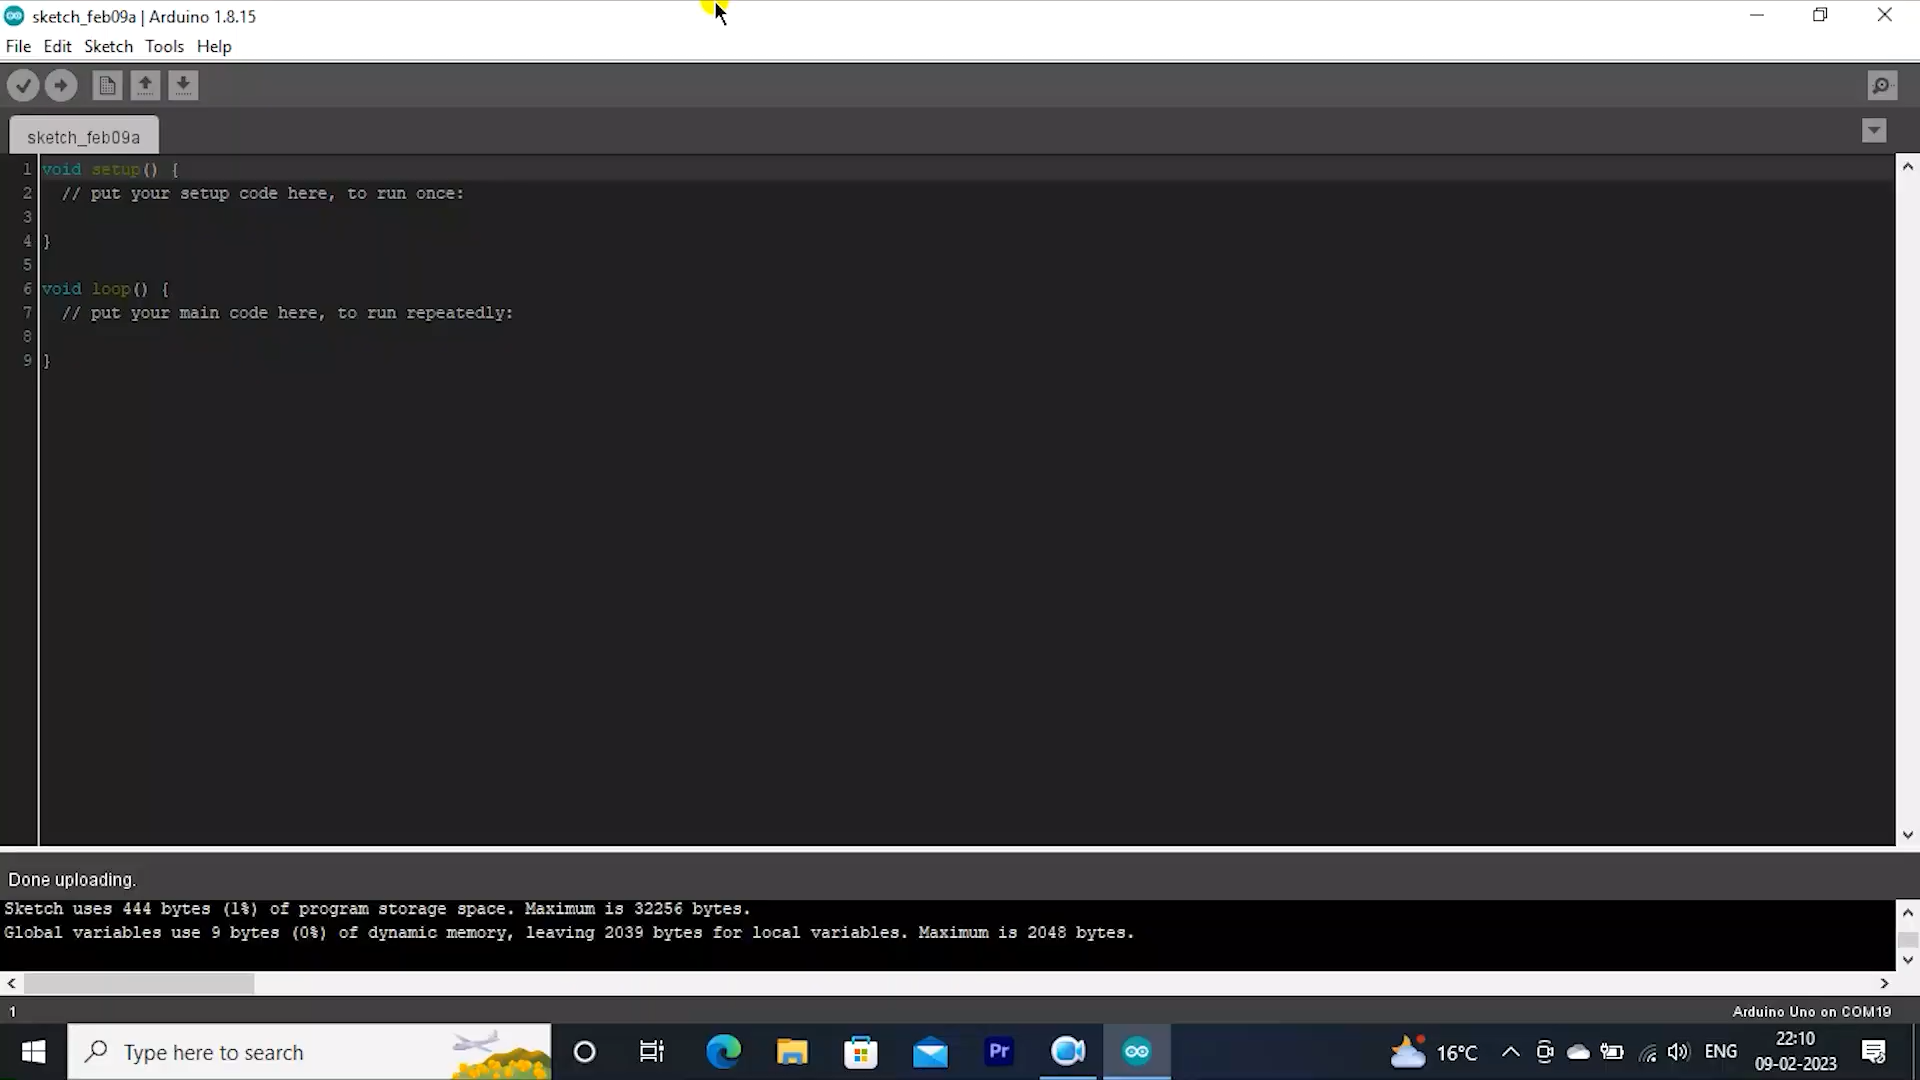 sketch_feb09a | Arduino 1.8.15
File Edit Sketch Tools Help
sketch_feb09a
1 void setup() {
2 // put your setup code here, to run once:
3
4 }
5
6 void loop() {
7 // put your main code here, to run repeatedly:
8
9 }
Done uploading.
Sketch uses 444 bytes (1%) of program storage space. Maximum is 32256 bytes.
Global variables use 9 bytes (0%) of dynamic memory, leaving 2039 bytes for local variables. Maximum is 2048 bytes.
1 Arduino Uno on COM19
Type here to search Pr 16°C ENG 22:10
09-02-2023